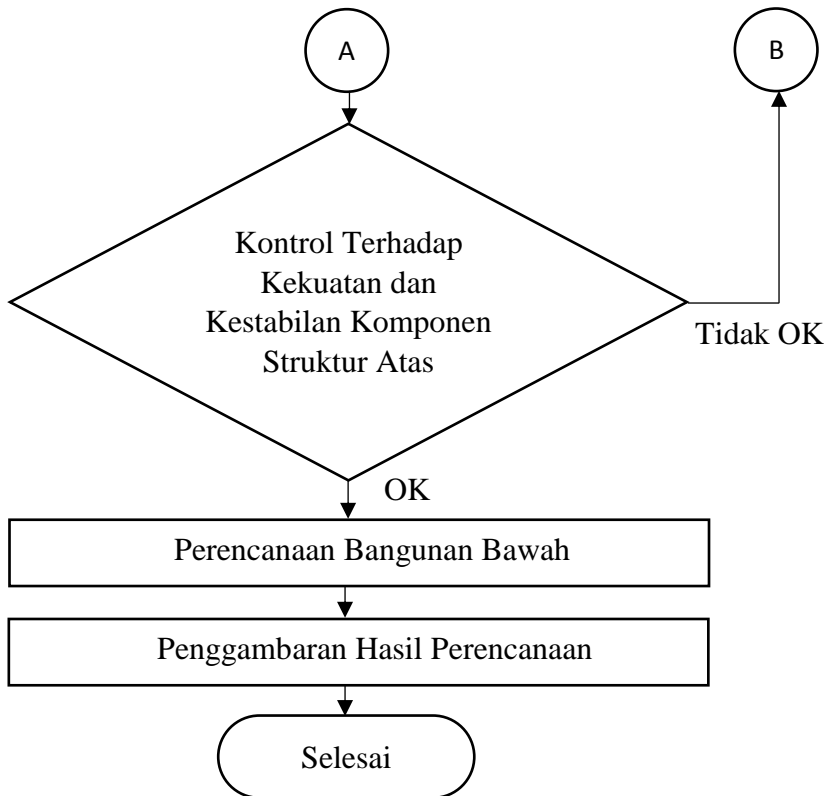 A
B
Kontrol Terhadap
Kekuatan dan
Kestabilan Komponen
Struktur Atas
Tidak OK
OK
Perencanaan Bangunan Bawah
Penggambaran Hasil Perencanaan
Selesai